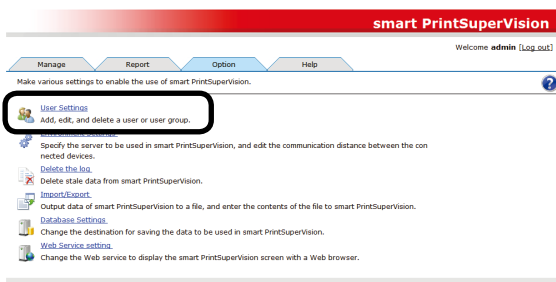 smart PrintSuperVision
Welcome admin [Log out]
Manage Report Option Help
Make various settings to enable the use of smart PrintSuperVision.
?
User Settings
Add, edit, and delete a user or user group.
Specify the server to be used in smart PrintSuperVision, and edit the communication distance between the con
nected devices.
Delete the log
Delete stale data from smart PrintSuperVision.
Import/Export
Output data of smart PrintSuperVision to a file, and enter the contents of the file to smart PrintSuperVision.
Database Settings
Change the destination for saving the data to be used in smart PrintSuperVision.
Web Service setting
Change the Web service to display the smart PrintSuperVision screen with a Web browser.